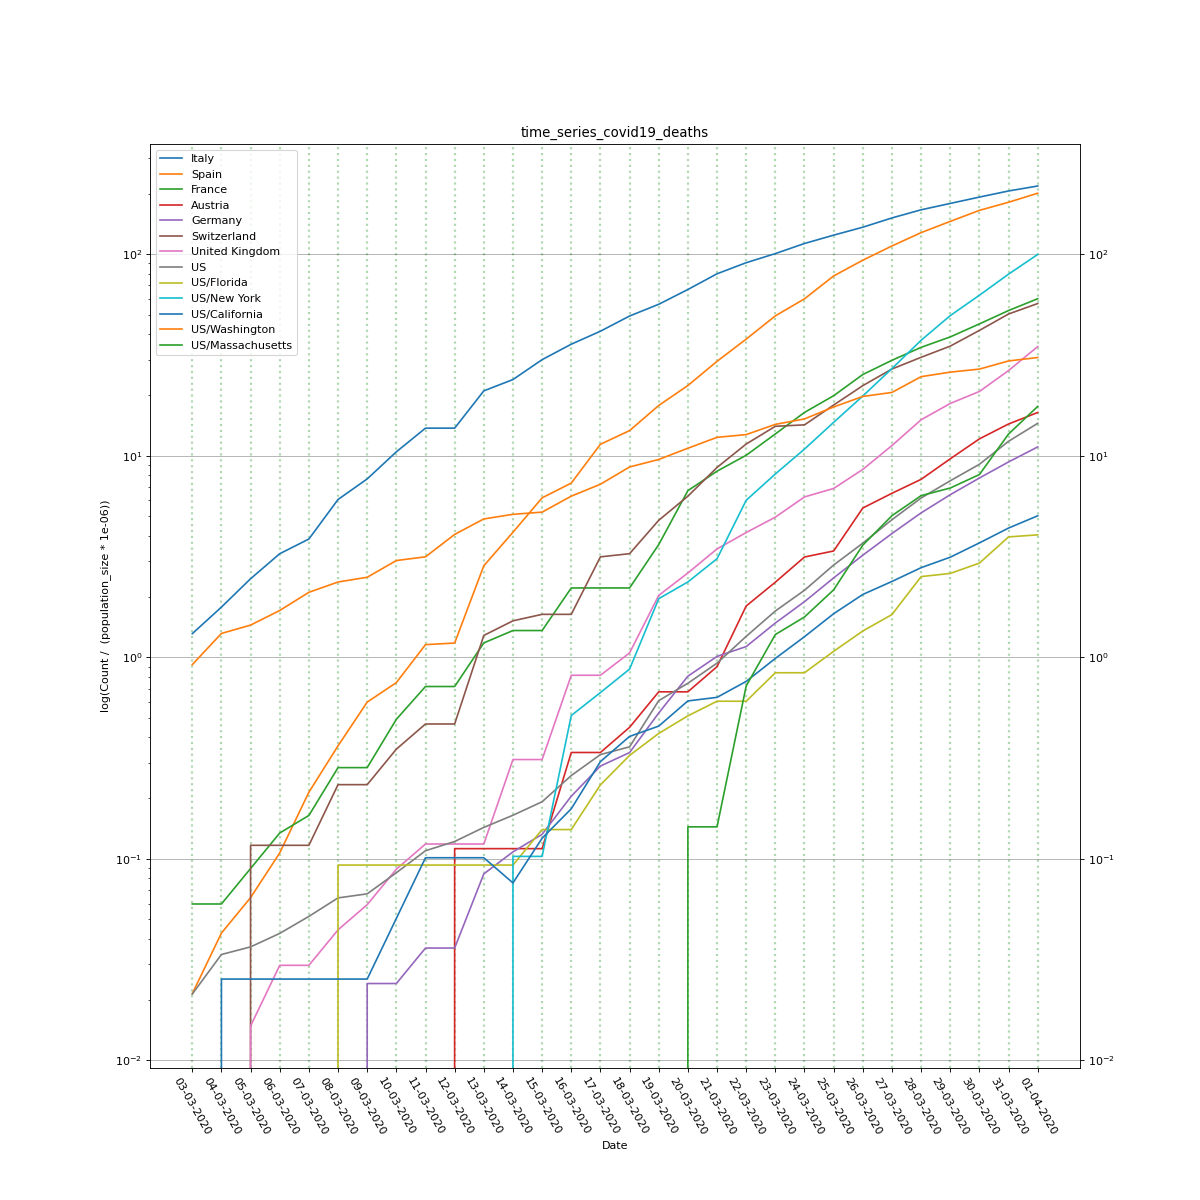 time_series_covid19_deaths
Italy
Spain
France
Austria
Germany
Switzerland
United Kingdom
US
US/Florida
US/New York
US/California
US/Washington
US/Massachusetts
log(Count / (population_size * 1e-06))
10² 10²
10¹ 10¹
10⁰ 10⁰
10⁻¹ 10⁻¹
10⁻² 10⁻²
03-03-2020
04-03-2020
05-03-2020
06-03-2020
07-03-2020
08-03-2020
09-03-2020
10-03-2020
11-03-2020
12-03-2020
13-03-2020
14-03-2020
15-03-2020
16-03-2020
17-03-2020
18-03-2020
19-03-2020
20-03-2020
21-03-2020
22-03-2020
23-03-2020
24-03-2020
25-03-2020
26-03-2020
27-03-2020
28-03-2020
29-03-2020
30-03-2020
31-03-2020
01-04-2020
Date